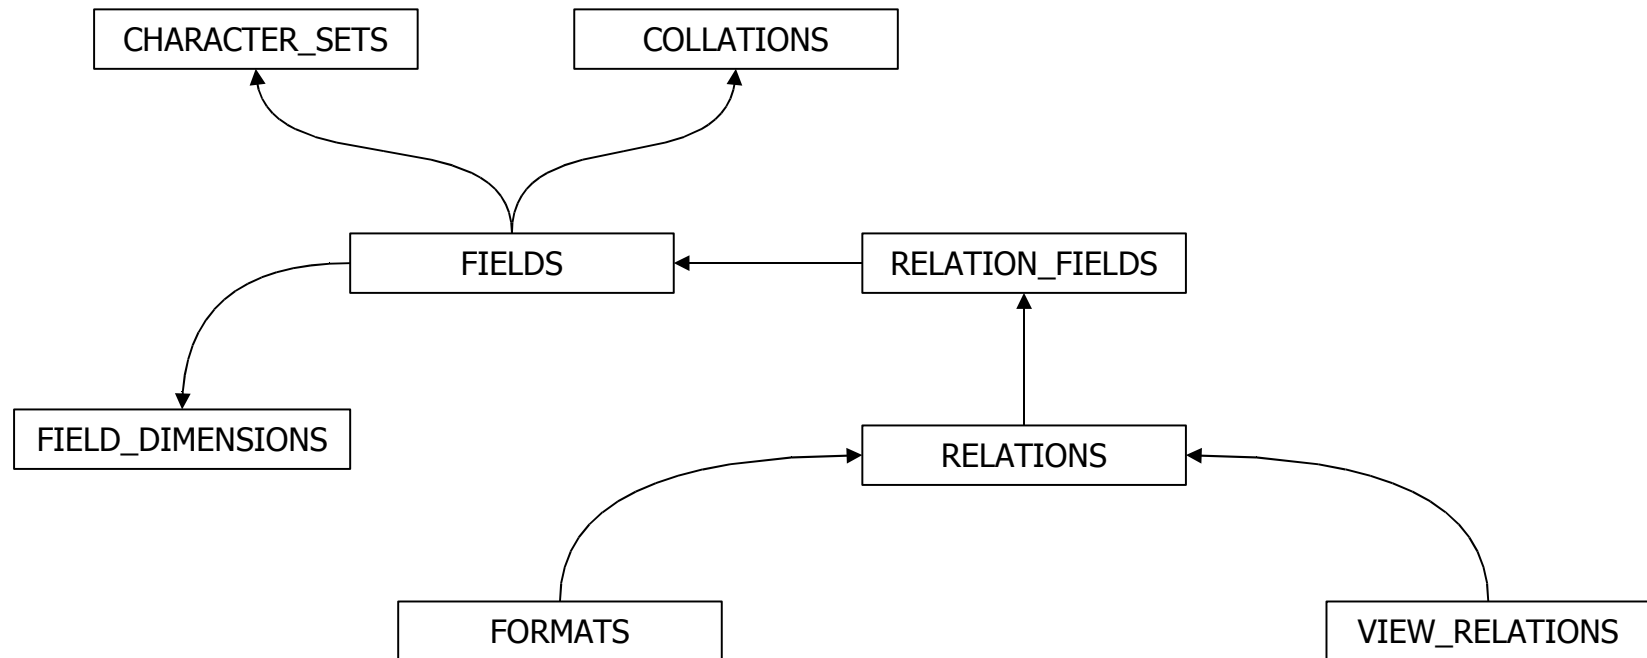 CHARACTER_SETS
COLLATIONS
FIELDS
RELATION_FIELDS
FIELD_DIMENSIONS
RELATIONS
FORMATS
VIEW_RELATIONS